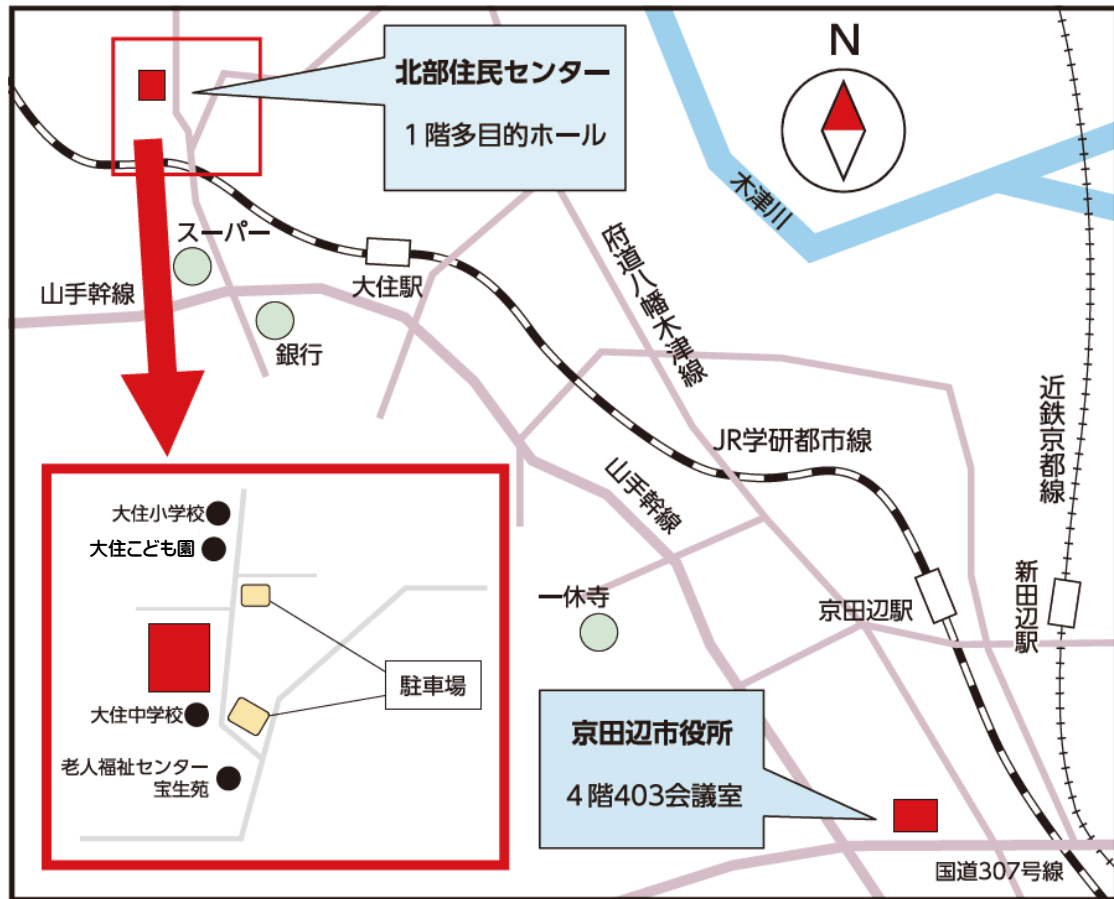 北部住民センター
1階多目的ホール
N
木津川
スーパー
山手幹線
大住駅
銀行
府道八幡木津線
JR学研都市線
近鉄京都線
山手幹線
大住小学校
大住こども園
駐車場
大住中学校
老人福祉センター
宝生苑
一休寺
京田辺駅
新田辺駅
京田辺市役所
4階403会議室
国道307号線